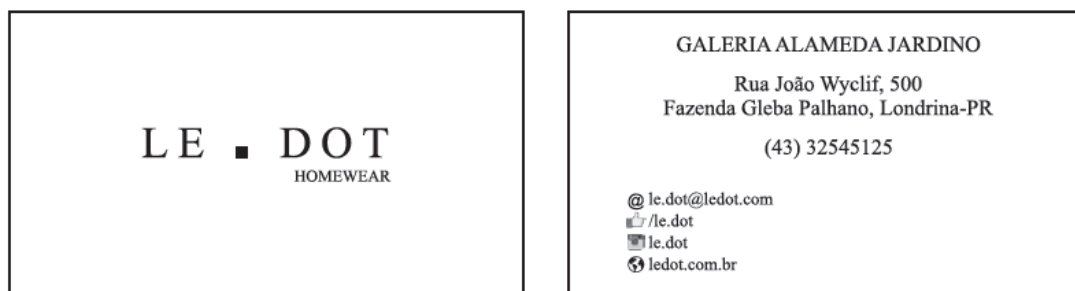 LE . DOT
HOMEWEAR
GALERIA ALAMEDA JARDINO
Rua João Wyclif, 500
Fazenda Gleba Palhano, Londrina-PR
(43) 32545125
@ le.dot@ledot.com
/le.dot
le.dot
ledot.com.br